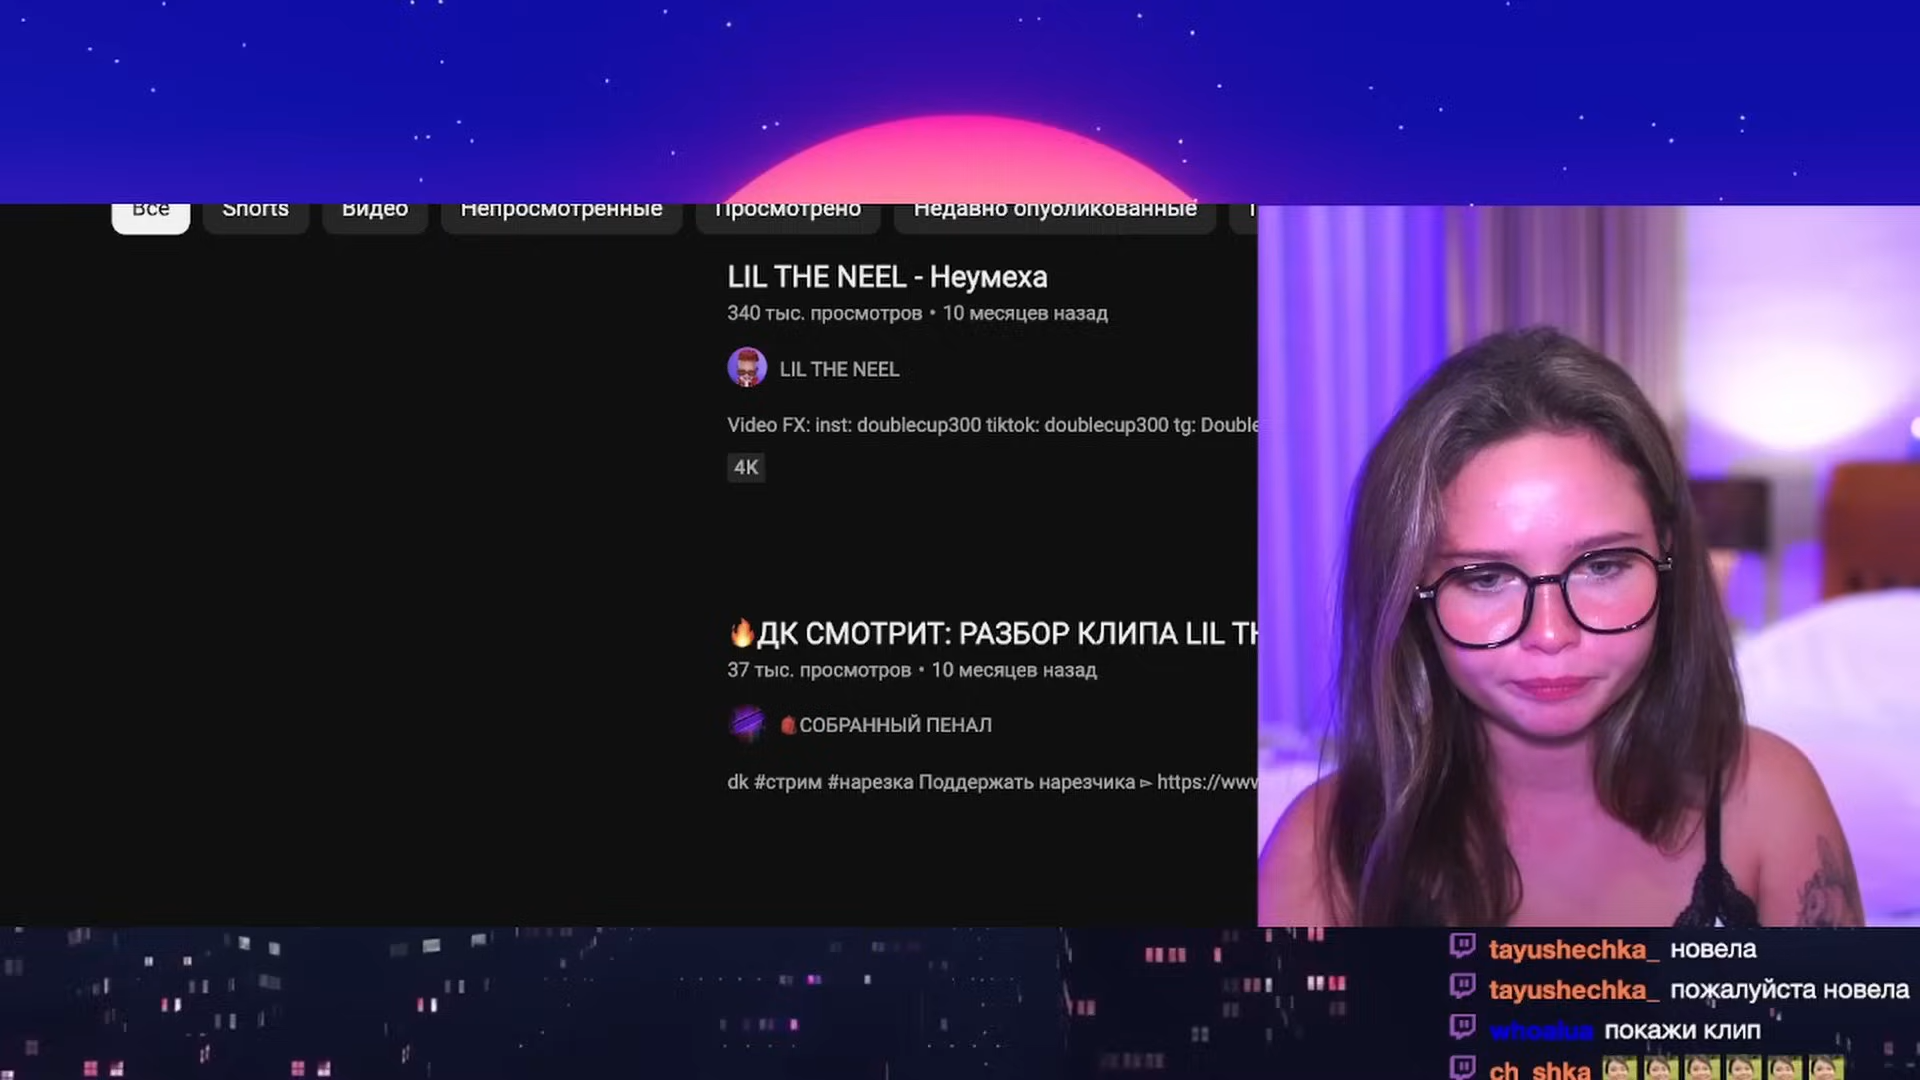 Все Shorts Видео Непросмотренные Просмотрено Недавно опубликованные
LIL THE NEEL - Неумеха
340 тыс. просмотров • 10 месяцев назад
LIL THE NEEL
Video FX: inst: doublecup300 tiktok: doublecup300 tg: Double
4K
🔥ДК СМОТРИТ: РАЗБОР КЛИПА LIL TH
37 тыс. просмотров • 10 месяцев назад
СОБРАННЫЙ ПЕНАЛ
dk #стрим #нарезка Поддержать нарезчика ▻ https://www
tayushechka_ новела
tayushechka_ пожалуйста новела
whoalua покажи клип
ch_shka